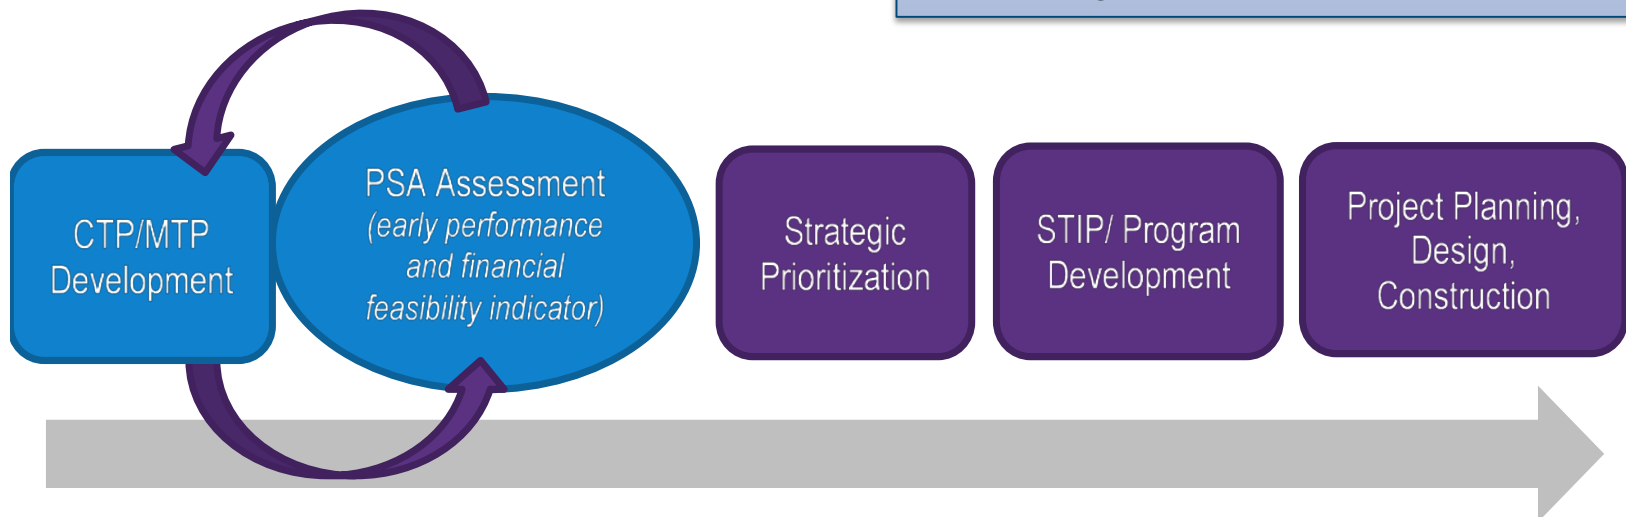 CTP/MTP
Development
PSA Assessment
(early performance
and financial
feasibility indicator)
Strategic
Prioritization
STIP/ Program
Development
Project Planning,
Design,
Construction